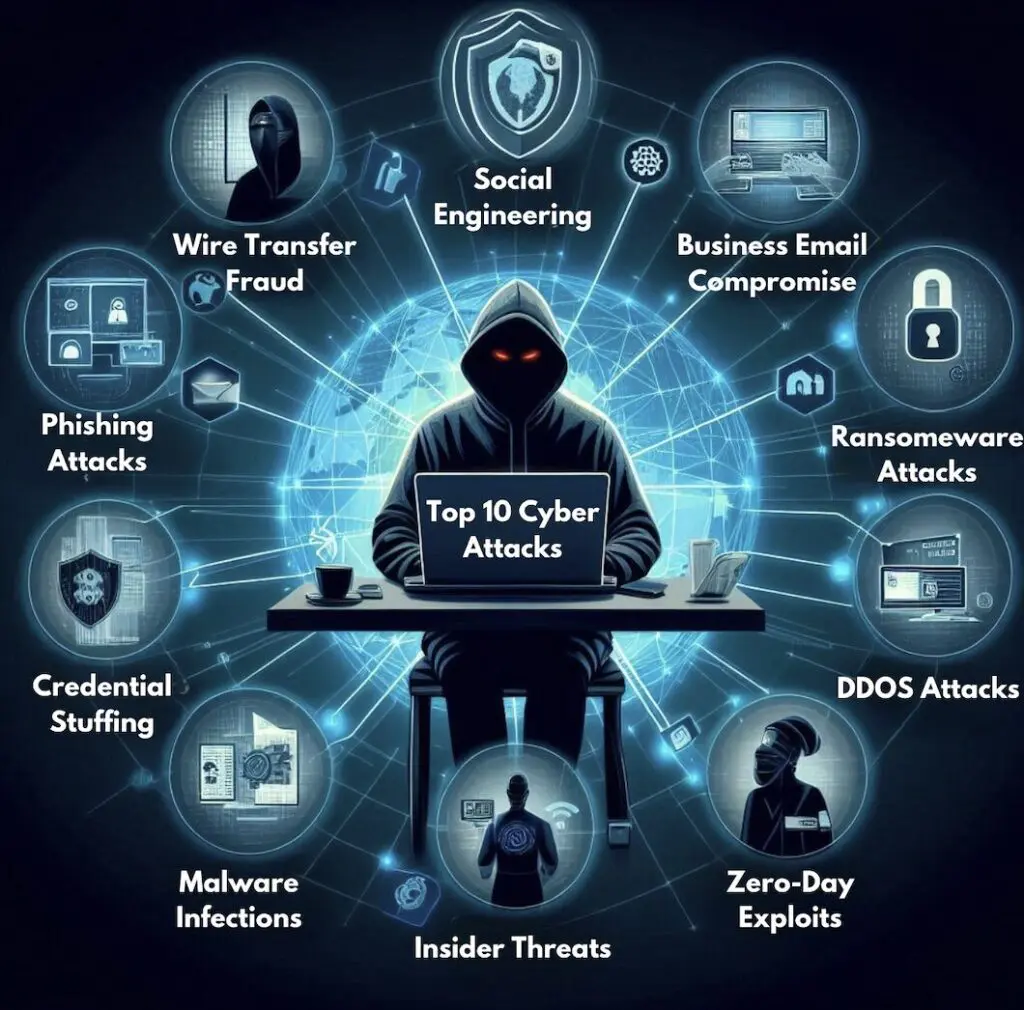 Social
Engineering
Wire Transfer
Fraud
Business Email
Compromise
Phishing
Attacks
Ransomeware
Attacks
Top 10 Cyber
Attacks
Credential
Stuffing
DDOS Attacks
Malware
Infections
Zero-Day
Exploits
Insider Threats